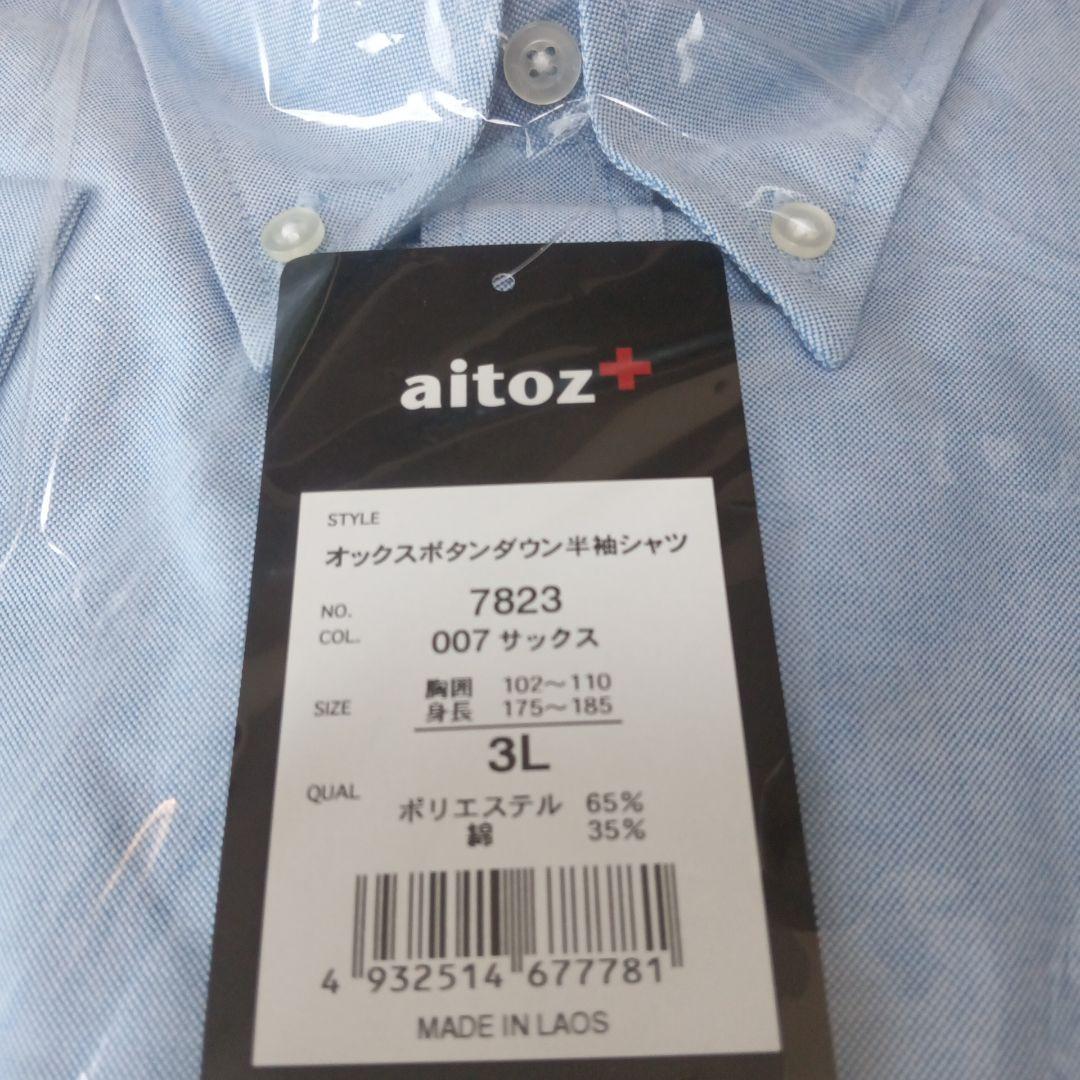 aitoz
STYLE
オックスボタンダウン半袖シャツ
NO. 7823
COL. 007 サックス
SIZE 胸囲 102〜110
身長 175〜185
3L
QUAL ポリエステル 65%
綿 35%
4 932514 677781
MADE IN LAOS